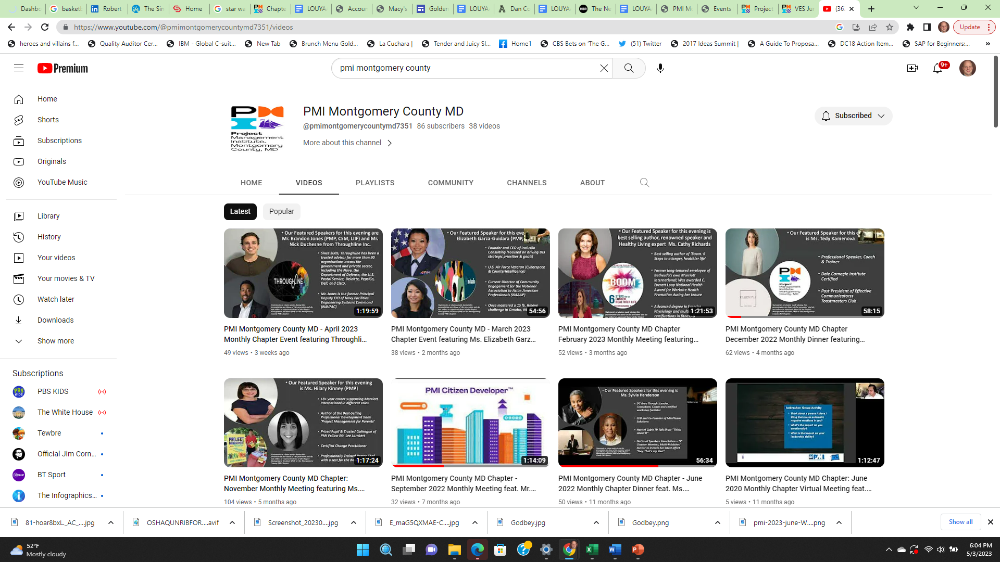 Dashbo
basketb
Robert
The Sin
Home
star wa
Chapte
LOUYA
Accour
Macy's
Golden
LOUYA
Dan Co
LOUYA
The Ne
LOUYA
PMI Mo
Events
Project
VES Jun
(36
https://www.youtube.com/@pmimontgomerycountymd7351/videos
Update
heroes and villains f...
Quality Auditor Cer...
IBM - Global C-suit...
New Tab
Brunch Menu Gold...
La Cuchara |
Tender and Juicy Sl...
Home1
CBS Bets on 'The G...
(51) Twitter
2017 Ideas Summit |
A Guide To Proposa...
DC18 Action Item...
SAP for Beginners:...
»
Premium
pmi montgomery county
9+
Home
Shorts
Subscriptions
Originals
YouTube Music
Library
History
Your videos
Your movies & TV
Watch later
Downloads
Show more
Subscriptions
PBS KIDS
The White House
Tewbre
Official Jim Corn...
BT Sport
The Infographics...
Project
Management
Institute.
Montgomery
County, MD
PMI Montgomery County MD
@pmimontgomerycountymd7351 86 subscribers 38 videos
More about this channel
Subscribed
HOME
VIDEOS
PLAYLISTS
COMMUNITY
CHANNELS
ABOUT
Latest
Popular
• Our Featured Speakers for this evening are
Mr. Brandon Jones (PMP, CSM, LIIF) and Mr.
Nick Duchesne from Throughline Inc.
• Since 2005, Throughline has been a
trusted advisor for more than 90
organizations across the
government and private sector,
including the Navy, the
Department of Defense, the U.S.
Postal Service, Deloitte, PepsiCo,
Dell, and Cisco.
• Mr. Jones is the former Principal
Deputy CIO of Navy Facilities
Engineering Systems Command
(NAVFAC)
THROUGHLINE
1:19:59
PMI Montgomery County MD - April 2023
Monthly Chapter Event featuring Throughli...
49 views • 3 weeks ago
• Our Featured Speaker for this eve
Elizabeth Garza-Guidara (PMP,
• Founder and CEO of Inclusiio
Consulting (Focused on driving DEI
strategic priorities & goals)
• U.S. Air Force Veteran (Cyberspace
& CounterIntelligence)
• Current Director of Community
Engagement for the National
Association to Asian American
Professionals (NAAAP)
• Once mastered a 15 lb. Ribeye
challenge in Omaha, NE
54:56
PMI Montgomery County MD - March 2023
Chapter Event featuring Ms. Elizabeth Garz...
38 views • 2 months ago
• Our Featured Speaker for this evening is
best selling author, renowned speaker and
Healthy Living expert Ms. Cathy Richards
• Best selling author of 'Boom: 6
Steps to a longer, healthier life'
• Former long-tenured employee of
Bethesda's own Marriott
International; Was awarded C.
Everett Loop National Health
Award for Worksite Health
Promotion during her tenure
• Advanced degree in Exercise
Physiology and mult
certifications in fitness &
BOOM
6 STEPS to a
LONGER,
HEALTHIER LIFE
1:21:53
PMI Montgomery County MD Chapter
February 2023 Monthly Meeting featuring...
52 views • 3 months ago
• Our Featured Speaker for this e
is Ms. Tedy Kamenova
• Professional Speaker, Coach
& Trainer
• Dale Carnegie Institute
Certified
• Past President of Effective
Communicators
Toastmasters Club
Project
Management
Institute.
Montgomery
County, MD
58:15
PMI Montgomery County MD Chapter
December 2022 Monthly Dinner featuring...
62 views • 4 months ago
• Our Featured Speaker for this evening
is Ms. Hilary Kinney (PMP)
• 18+ year career supporting Marriott
International in different roles
• Author of the Best-Selling
Professional Development book
'Project Management for Parents'
• Prized Pupil & Trusted Colleague of
PMI Fellow Mr. Lee Lambert
• Certified Change Practitioner
• Professionally Trained Pastry Chef
with a zest for the Ba
1:17:24
PMI Montgomery County MD Chapter:
November Monthly Meeting featuring Ms....
104 views • 5 months ago
PMI Citizen Developer™
1:14:09
PMI Montgomery County MD Chapter -
September 2022 Monthly Meeting feat. Mr....
32 views • 7 months ago
• Our Featured Speakers for this evening is
Ms. Sylvia Henderson
• DC Area Thought Leader,
Consultant, Coach and certified
workshop faciliator
• CEO and Co-Founder of MindTeam
Solutions
• Host of Cable TV Talk Show "Think
about it"
• National Speakers Association – DC
Chapter Member, Multi-Published
Author to include her latest effort
"Hey, That's my Idea"
56:34
PMI Montgomery County MD Chapter - June
2022 Monthly Chapter Dinner feat. Ms....
50 views • 11 months ago
Icebreaker: Group Activity
• Think about a person / place /
thing that causes automatic
negative reactions in you?
• What's the impact on you
emotionally?
• What is the impact on your
leadership ability?
6
1:12:47
PMI Montgomery County MD Chapter: June
2020 Monthly Chapter Virtual Meeting feat....
5 views • 11 months ago
81-hoar8bxL._AC_....jpg
OSHAQUNRIBFOR....avif
Screenshot_20230....jpg
E_maG5QXMAE-C....jpg
Godbey.jpg
Godbey.png
pmi-2023-june-W....png
Show all
52°F
Mostly cloudy
6:04 PM
5/3/2023